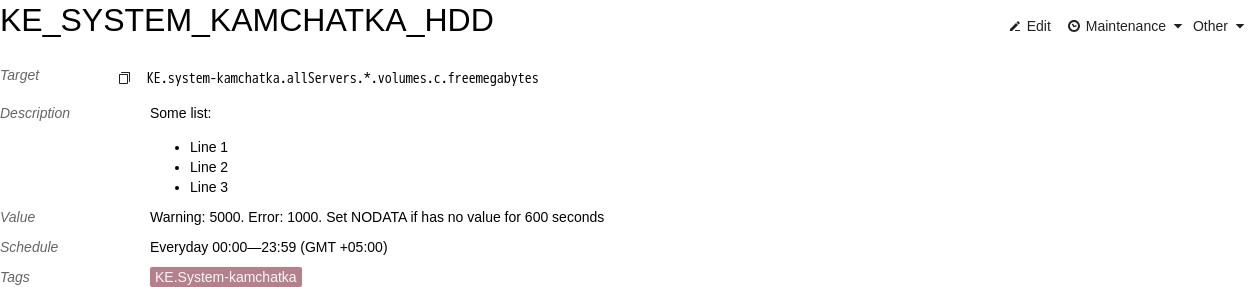 KE_SYSTEM_KAMCHATKA_HDD
Edit Maintenance Other
Target KE.system-kamchatka.allServers.*.volumes.c.freemegabytes
Description Some list:
Line 1
Line 2
Line 3
Value Warning: 5000. Error: 1000. Set NODATA if has no value for 600 seconds
Schedule Everyday 00:00—23:59 (GMT +05:00)
Tags KE.System-kamchatka